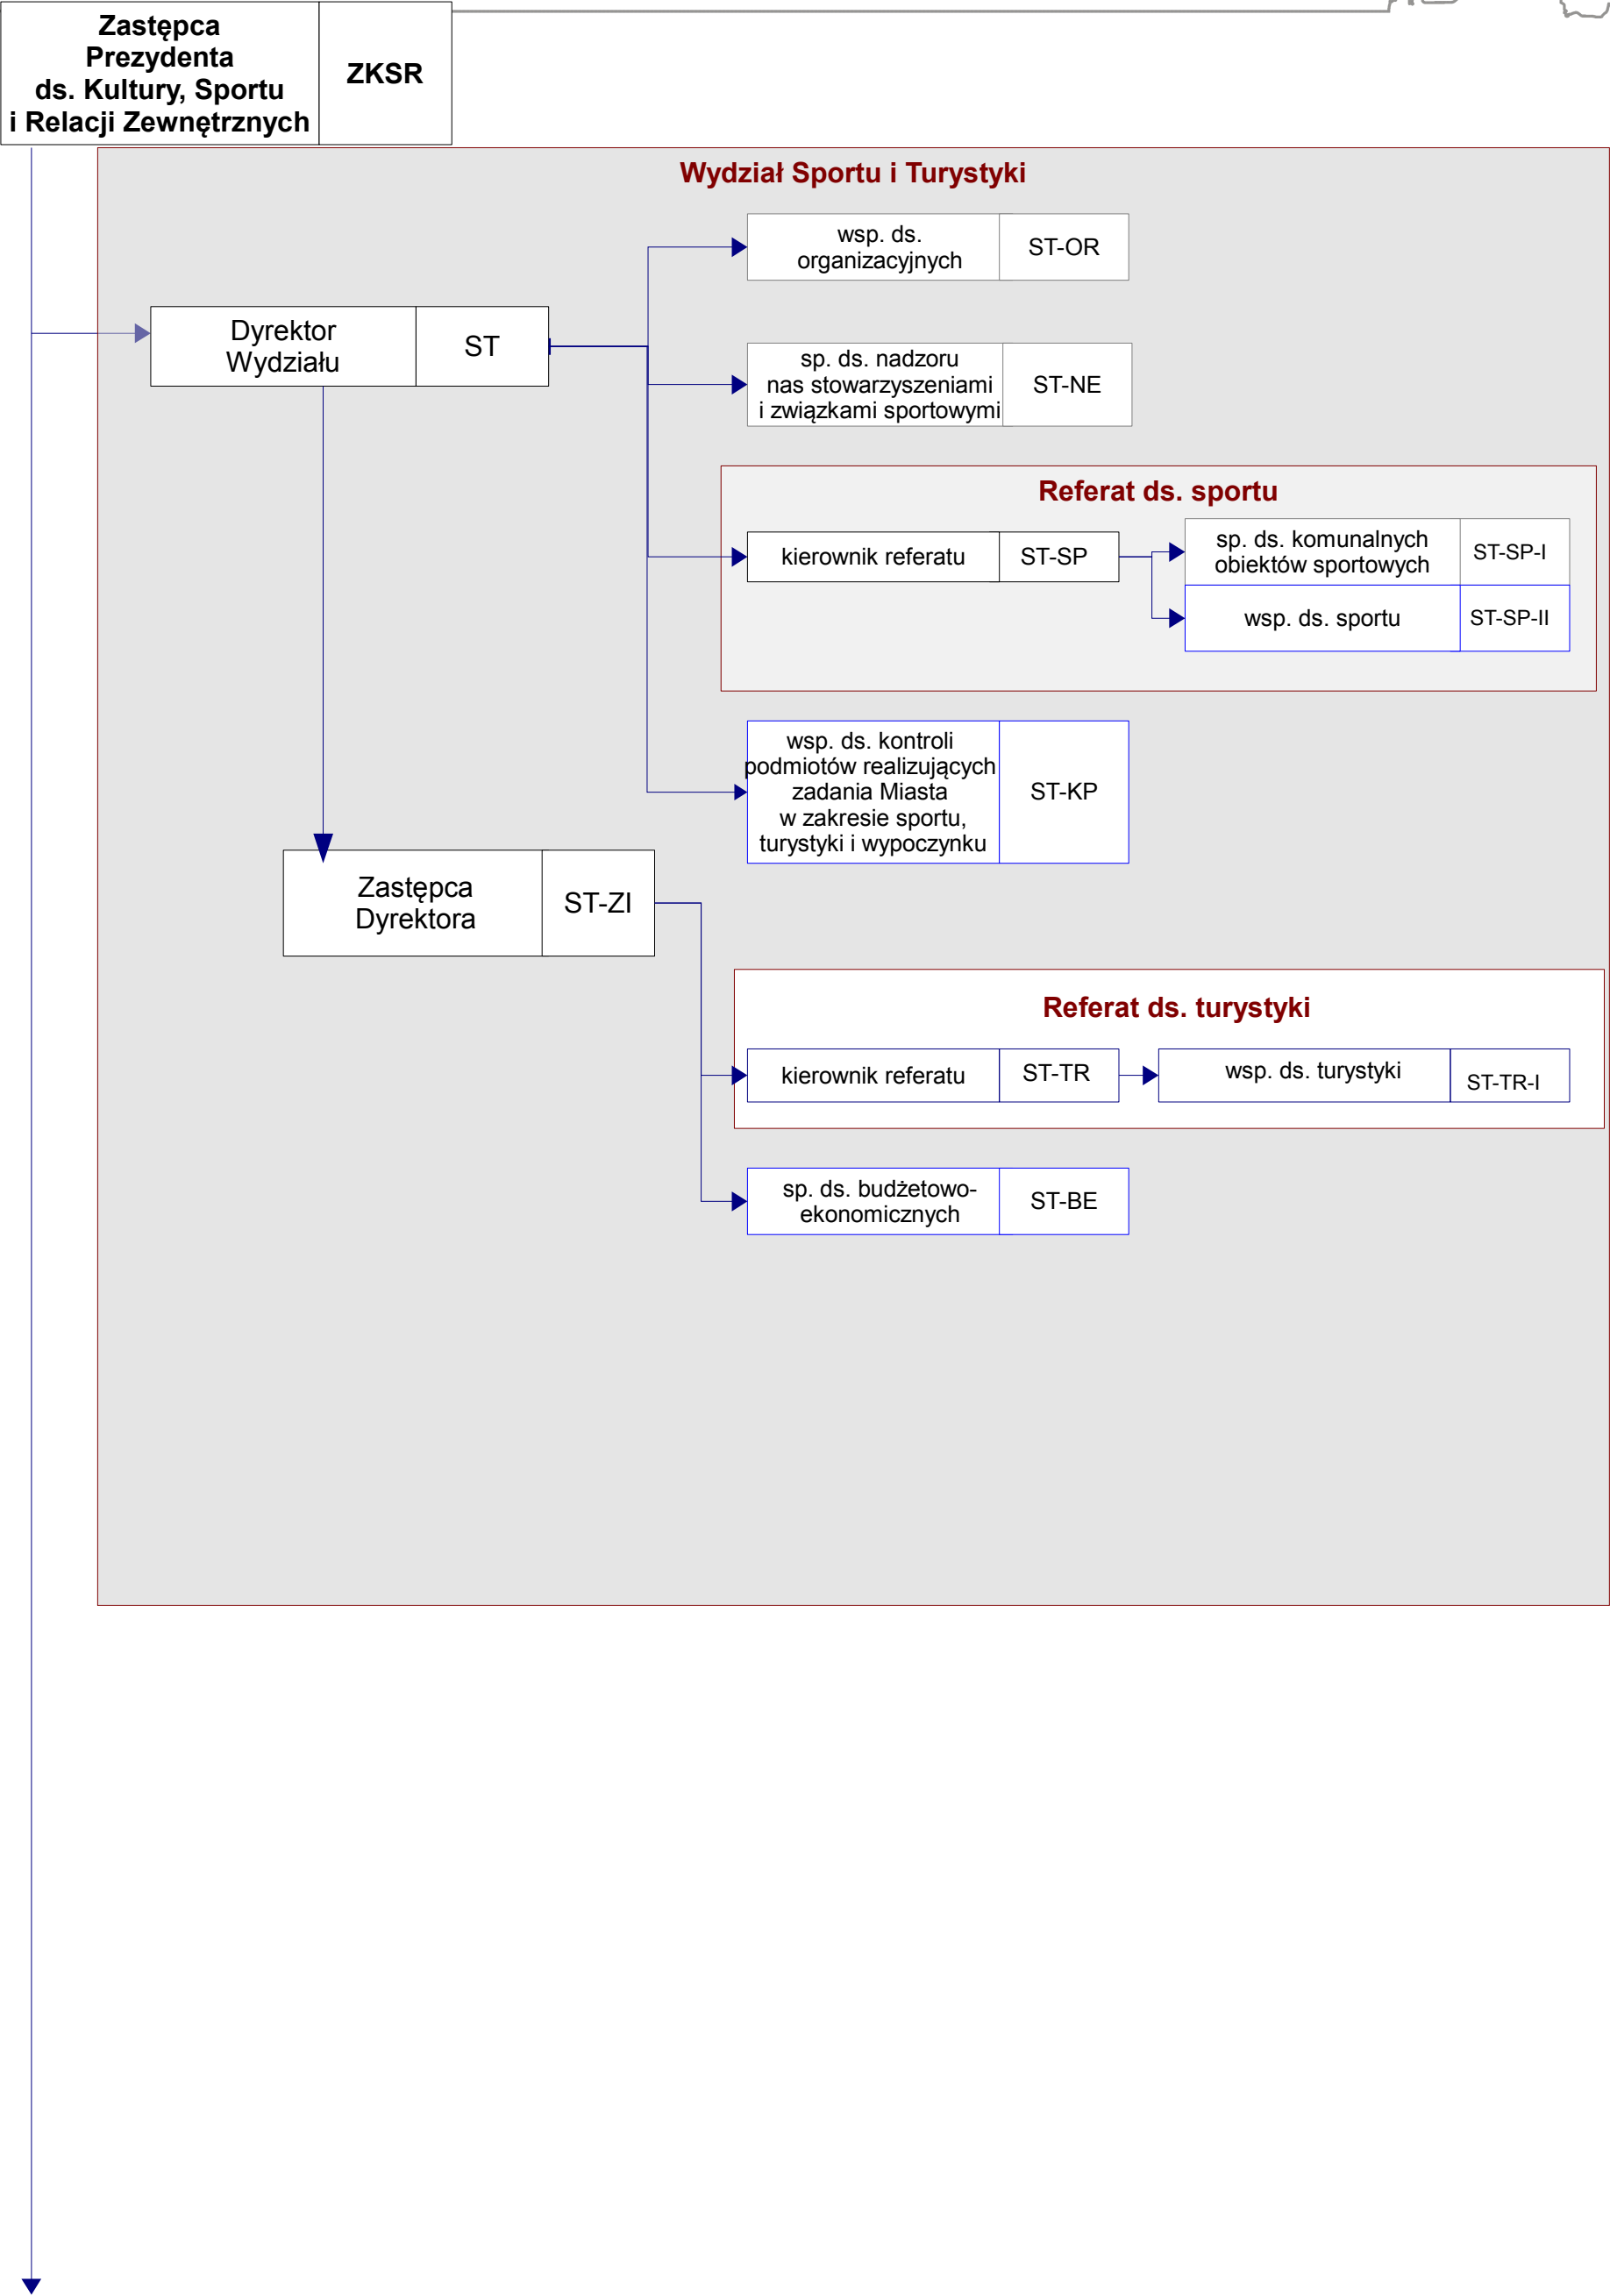 Zastępca
Prezydenta
ds. Kultury, Sportu
i Relacji Zewnętrznych
ZKSR
Wydział Sportu i Turystyki
wsp. ds.
organizacyjnych
ST-OR
Dyrektor
Wydziału
ST
sp. ds. nadzoru
nas stowarzyszeniami
i związkami sportowymi
ST-NE
Referat ds. sportu
kierownik referatu
ST-SP
sp. ds. komunalnych
obiektów sportowych
ST-SP-I
wsp. ds. sportu
ST-SP-II
wsp. ds. kontroli
podmiotów realizujących
zadania Miasta
w zakresie sportu,
turystyki i wypoczynku
ST-KP
Zastępca
Dyrektora
ST-ZI
Referat ds. turystyki
kierownik referatu
ST-TR
wsp. ds. turystyki
ST-TR-I
sp. ds. budżetowo-
ekonomicznych
ST-BE